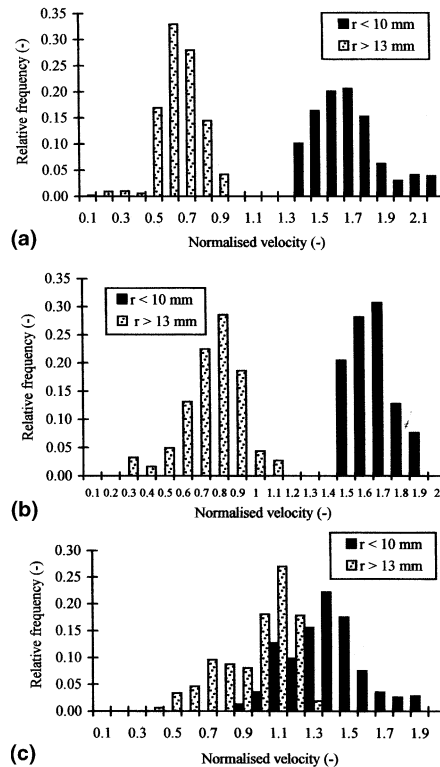 0.35
0.30
0.25
0.20
0.15
0.10
0.05
0.00
Relative frequency (-)
r < 10 mm
r > 13 mm
0.1 0.3 0.5 0.7 0.9 1.1 1.3 1.5 1.7 1.9 2.1
Normalised velocity (-)
(a)
0.35
0.30
0.25
0.20
0.15
0.10
0.05
0.00
Relative frequency (-)
r < 10 mm
r > 13 mm
0.1 0.2 0.3 0.4 0.5 0.6 0.7 0.8 0.9 1 1.1 1.2 1.3 1.4 1.5 1.6 1.7 1.8 1.9 2
Normalised velocity (-)
(b)
0.30
0.25
0.20
0.15
0.10
0.05
0.00
Relative frequency (-)
r < 10 mm
r > 13 mm
0.1 0.3 0.5 0.7 0.9 1.1 1.3 1.5 1.7 1.9
Normalised velocity (-)
(c)